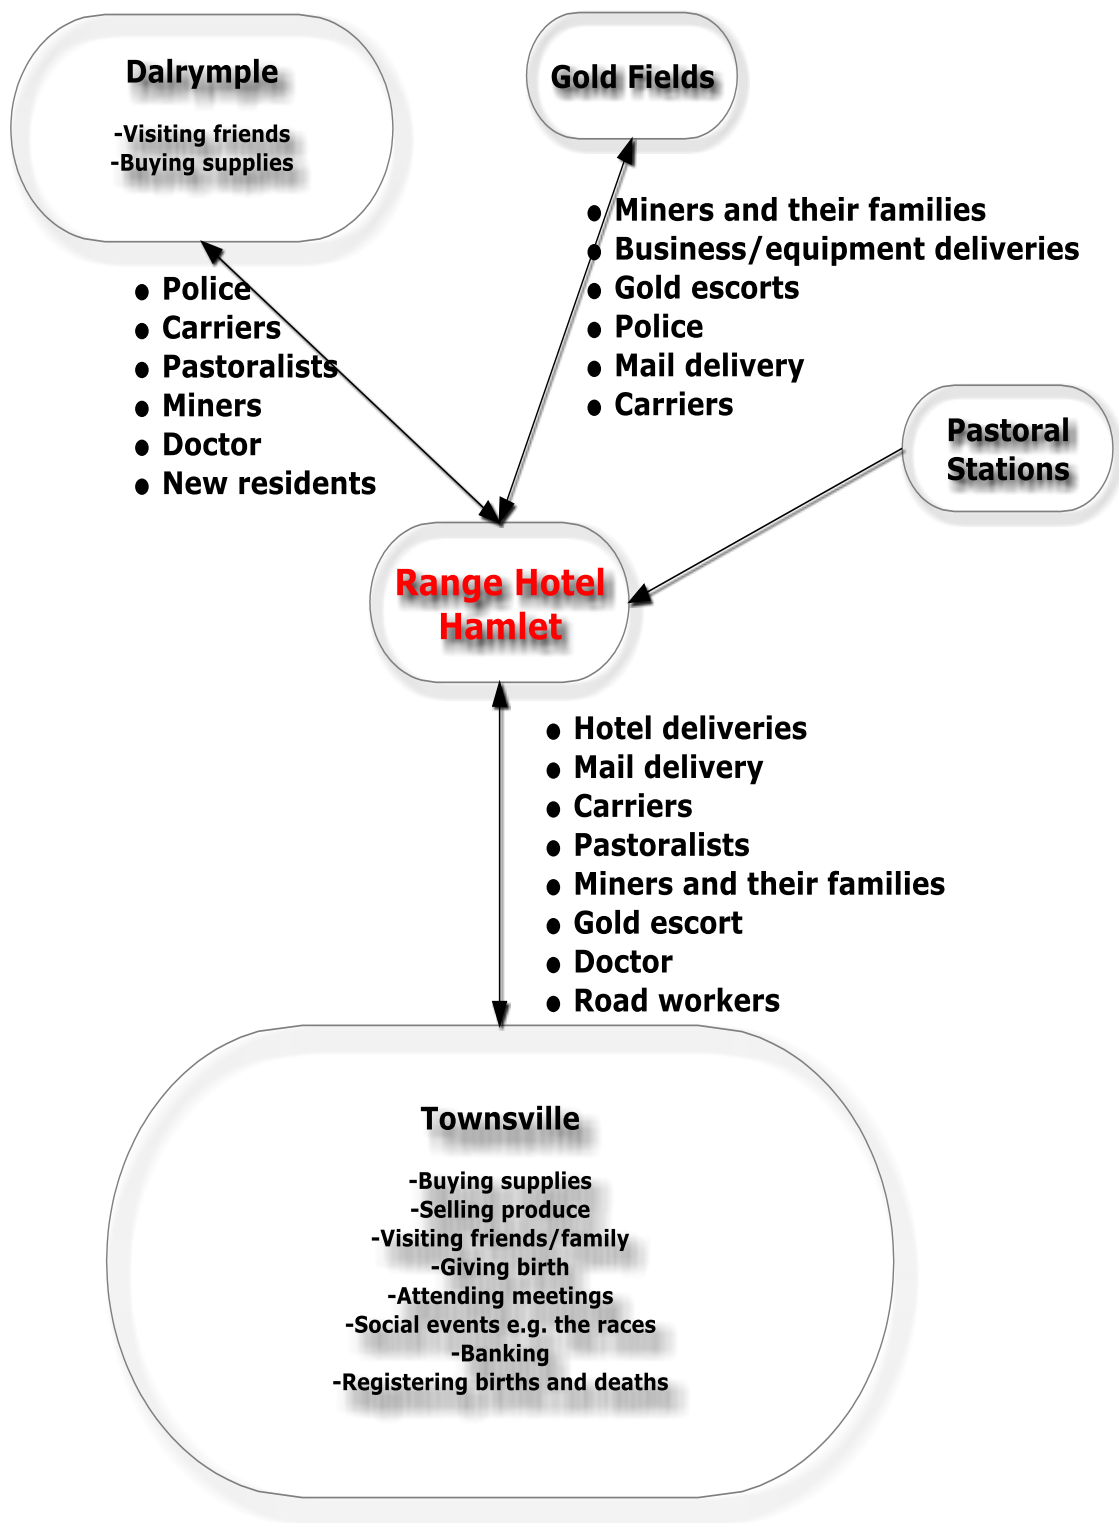 Dalrymple
-Visiting friends
-Buying supplies
Gold Fields
● Miners and their families
● Business/equipment deliveries
● Gold escorts
● Police
● Mail delivery
● Carriers
● Police
● Carriers
● Pastoralists
● Miners
● Doctor
● New residents
Pastoral
Stations
Range Hotel
Hamlet
● Hotel deliveries
● Mail delivery
● Carriers
● Pastoralists
● Miners and their families
● Gold escort
● Doctor
● Road workers
Townsville
-Buying supplies
-Selling produce
-Visiting friends/family
-Giving birth
-Attending meetings
-Social events e.g. the races
-Banking
-Registering births and deaths